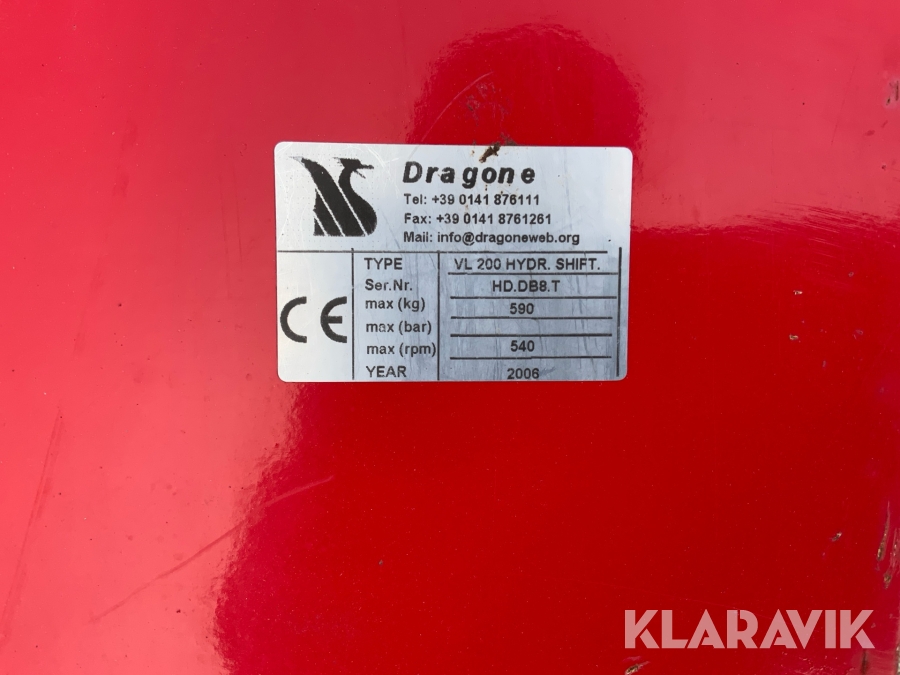 Dragone
Tel: +39 0141 876111
Fax: +39 0141 8761261
Mail: info@dragoneweb.org
CE
TYPE VL 200 HYDR. SHIFT.
Ser.Nr. HD.DB8.T
max (kg) 590
max (bar)
max (rpm) 540
YEAR 2006
KLARAVIK